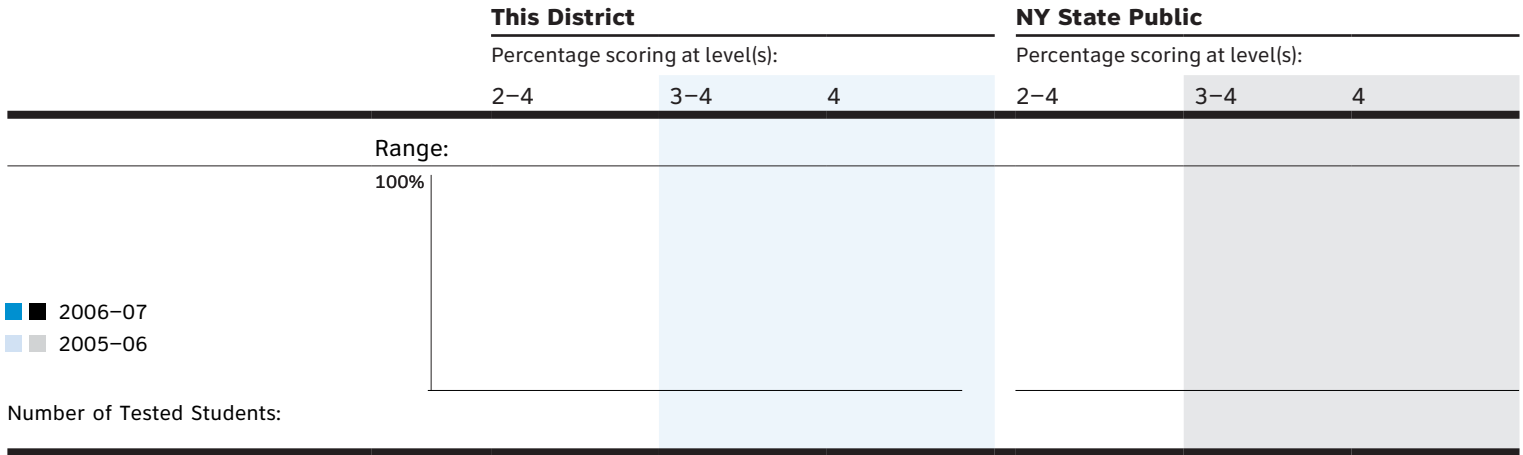 This District NY State Public
Percentage scoring at level(s): Percentage scoring at level(s):
2–4 3–4 4 2–4 3–4 4
Range:
100%
2006–07
2005–06
Number of Tested Students: